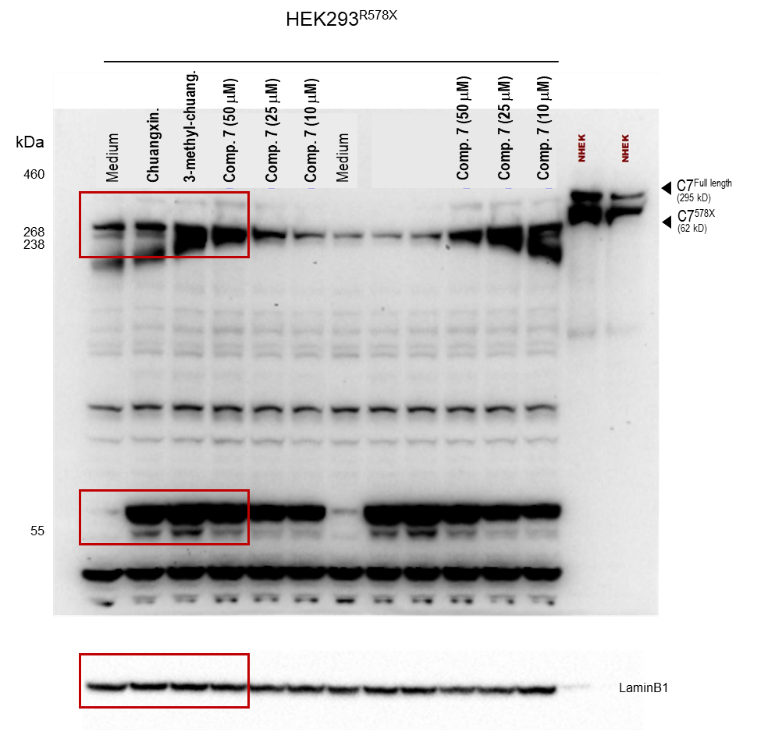 HEK293R578X
kDa
Medium
Chuangxin.
3-methyl-chuang.
Comp. 7 (50 µM)
Comp. 7 (25 µM)
Comp. 7 (10 µM)
Medium
Comp. 7 (50 µM)
Comp. 7 (25 µM)
Comp. 7 (10 µM)
NHEK
NHEK
460
268
238
55
C7Full length
(295 kD)
C7578X
(62 kD)
LaminB1